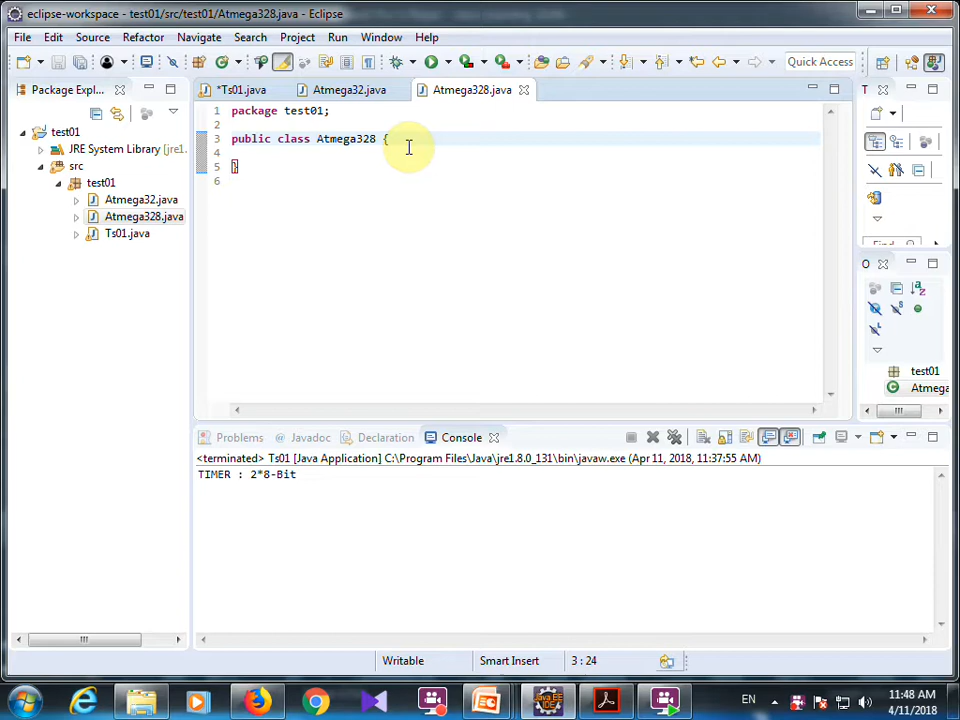 eclipse-workspace - test01/src/test01/Atmega328.java - Eclipse
File Edit Source Refactor Navigate Search Project Run Window Help
Quick Access
Package Expl...
*Ts01.java Atmega32.java Atmega328.java
T
test01
JRE System Library [jre1.
src
test01
Atmega32.java
Atmega328.java
Ts01.java
1 package test01;
2
3 public class Atmega328 {
4
5 }
6
Find
O
test01
Atmega
Problems @ Javadoc Declaration Console
<terminated> Ts01 [Java Application] C:\Program Files\Java\jre1.8.0_131\bin\javaw.exe (Apr 11, 2018, 11:37:55 AM)
TIMER : 2*8-Bit
Writable Smart Insert 3 : 24
EN
11:48 AM
4/11/2018